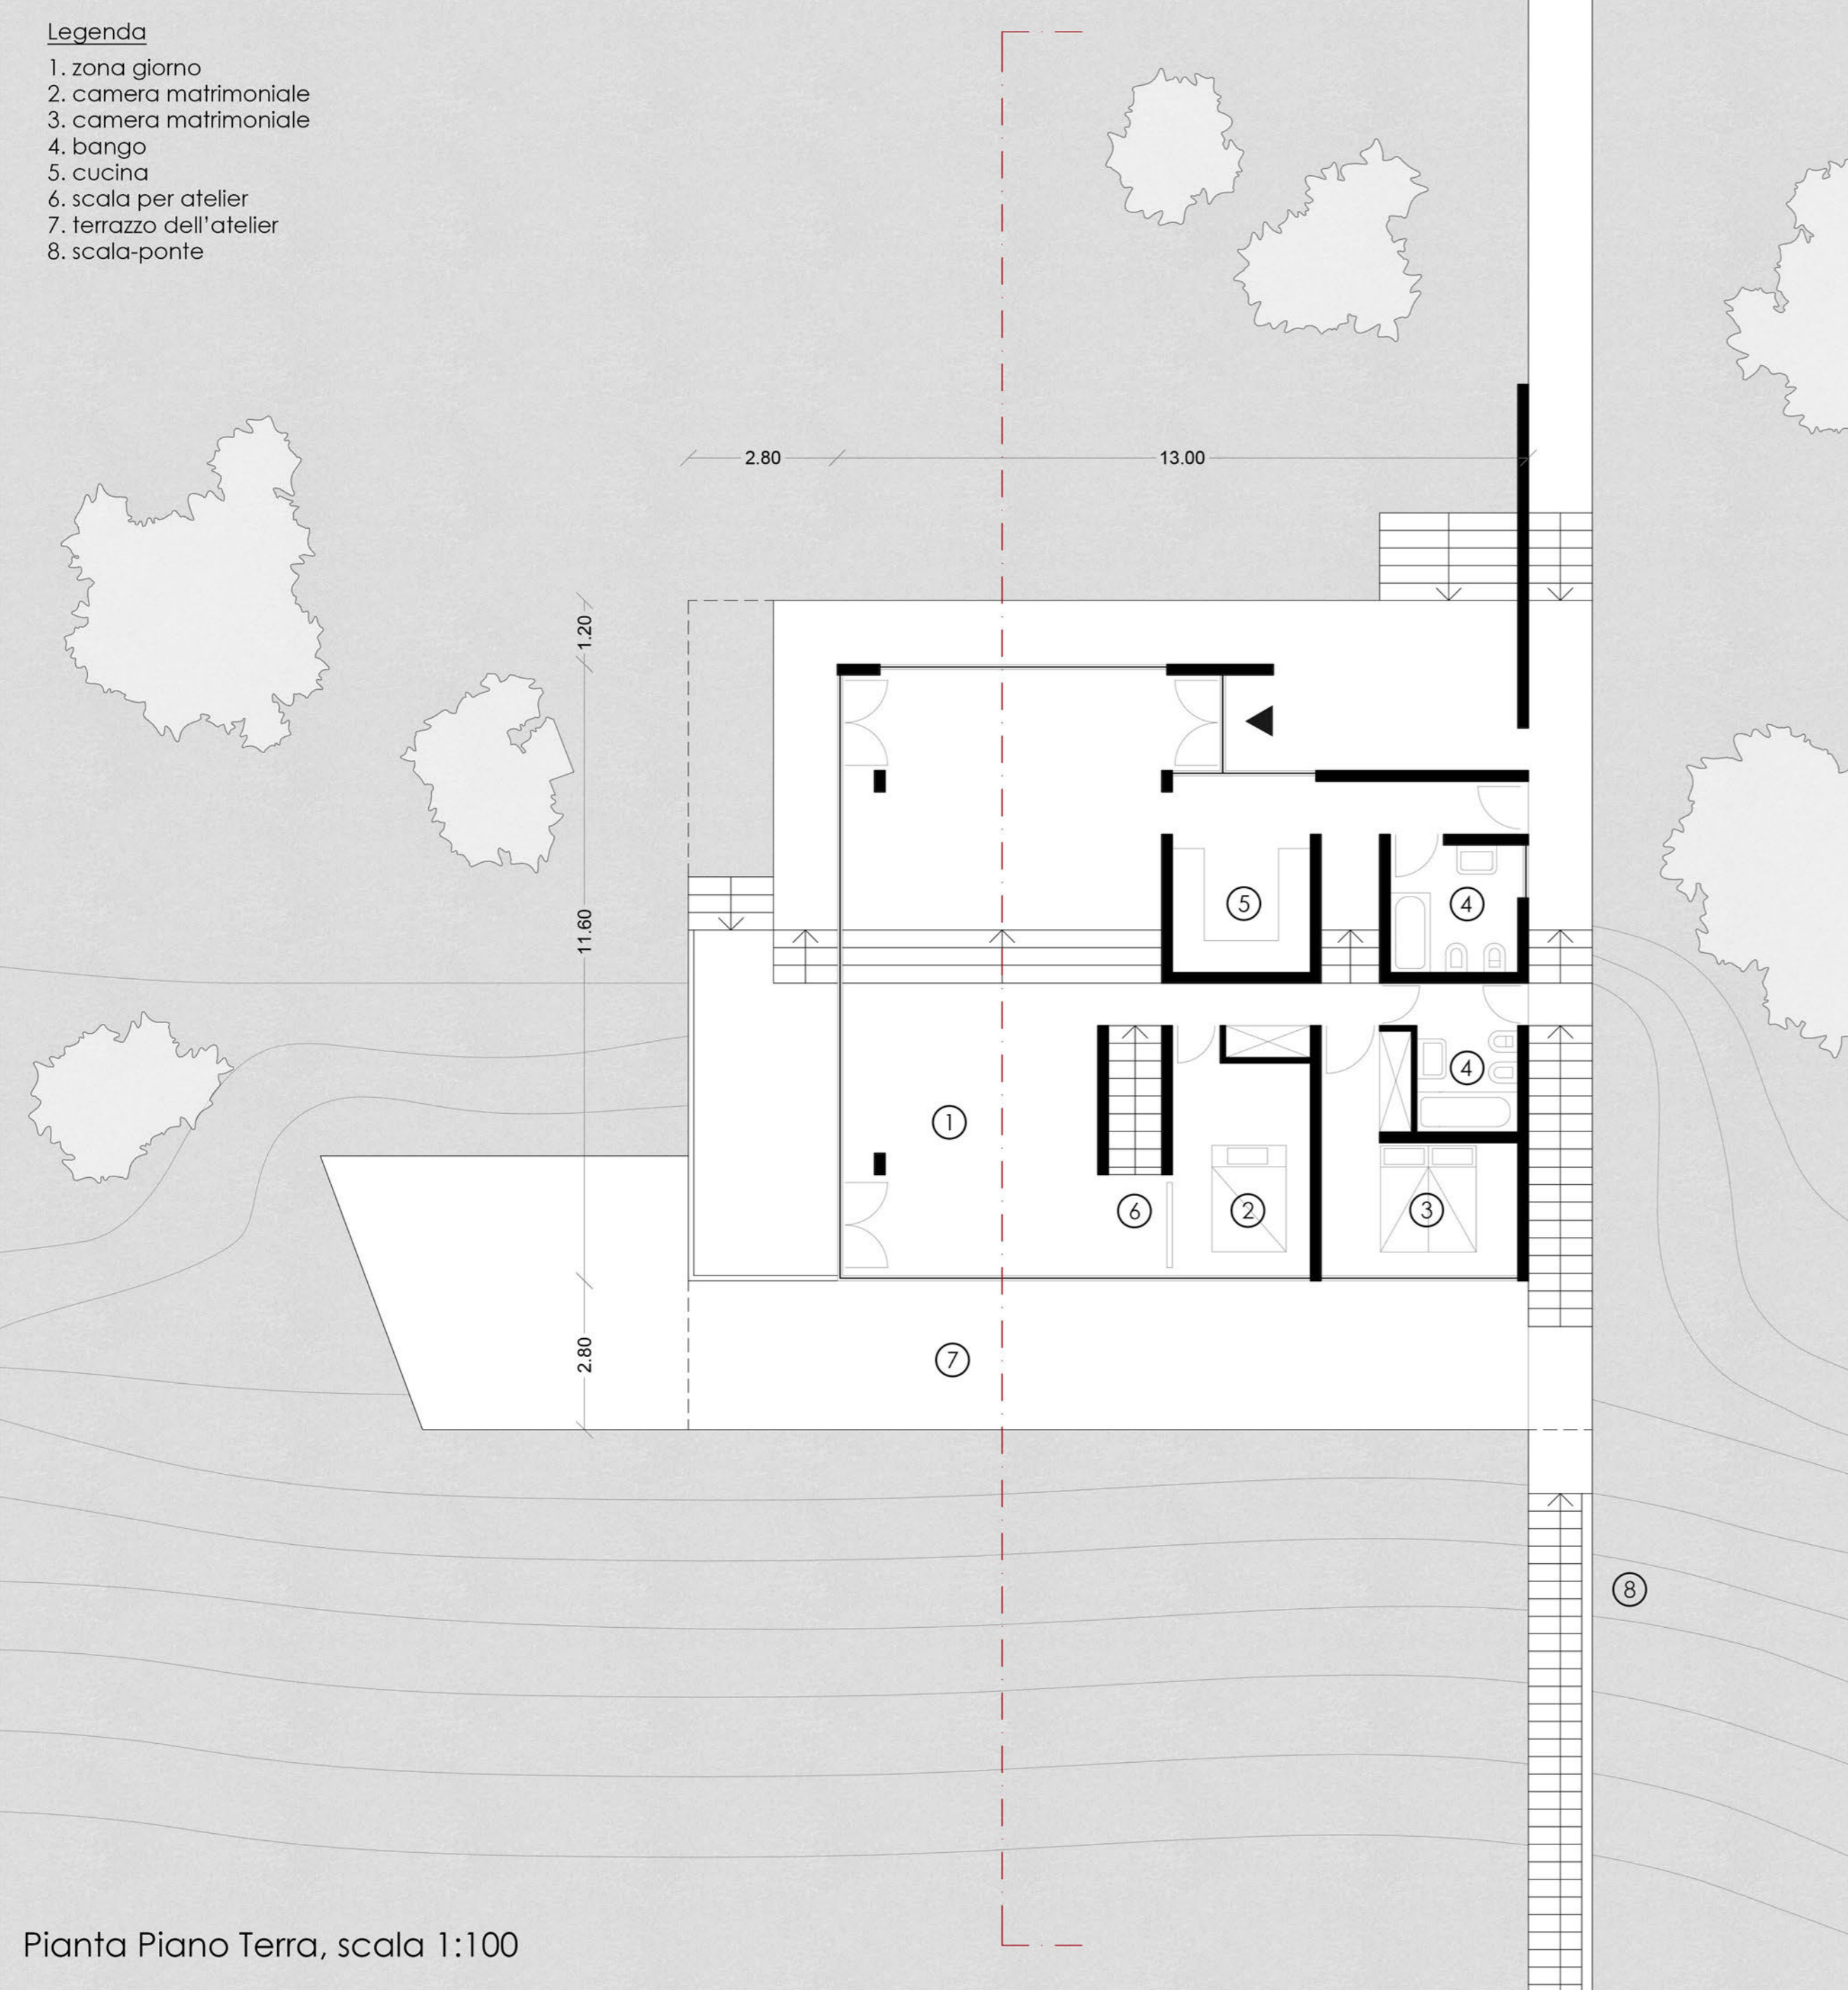 Legenda
1. zona giorno
2. camera matrimoniale
3. camera matrimoniale
4. bango
5. cucina
6. scala per atelier
7. terrazzo dell'atelier
8. scala-ponte
2.80
13.00
1.20
11.60
5
4
4
1
6
2
3
2.80
7
8
Pianta Piano Terra, scala 1:100